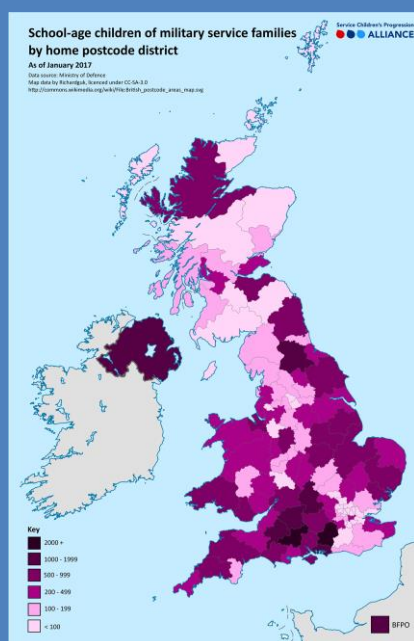 School-age children of military service families
by home postcode district
As of January 2017
Data source: Ministry of Defence
Map data by Richardguk, licenced under CC-SA-3.0
http://commons.wikimedia.org/wiki/File:British_postcode_areas_map.svg
Service Children's Progression
ALLIANCE
Key
2000 +
1000 - 1999
500 - 999
200 - 499
100 - 199
< 100
BFPO